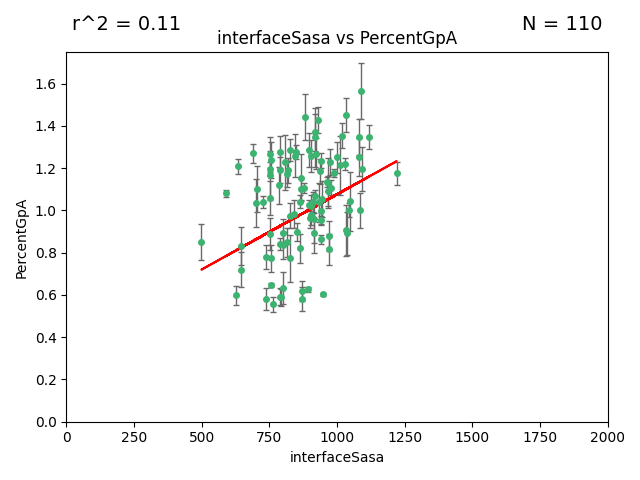 r^2 = 0.11
N = 110
interfaceSasa vs PercentGpA
PercentGpA
1.6
1.4
1.2
1.0
0.8
0.6
0.4
0.2
0.0
0 250 500 750 1000 1250 1500 1750 2000
interfaceSasa